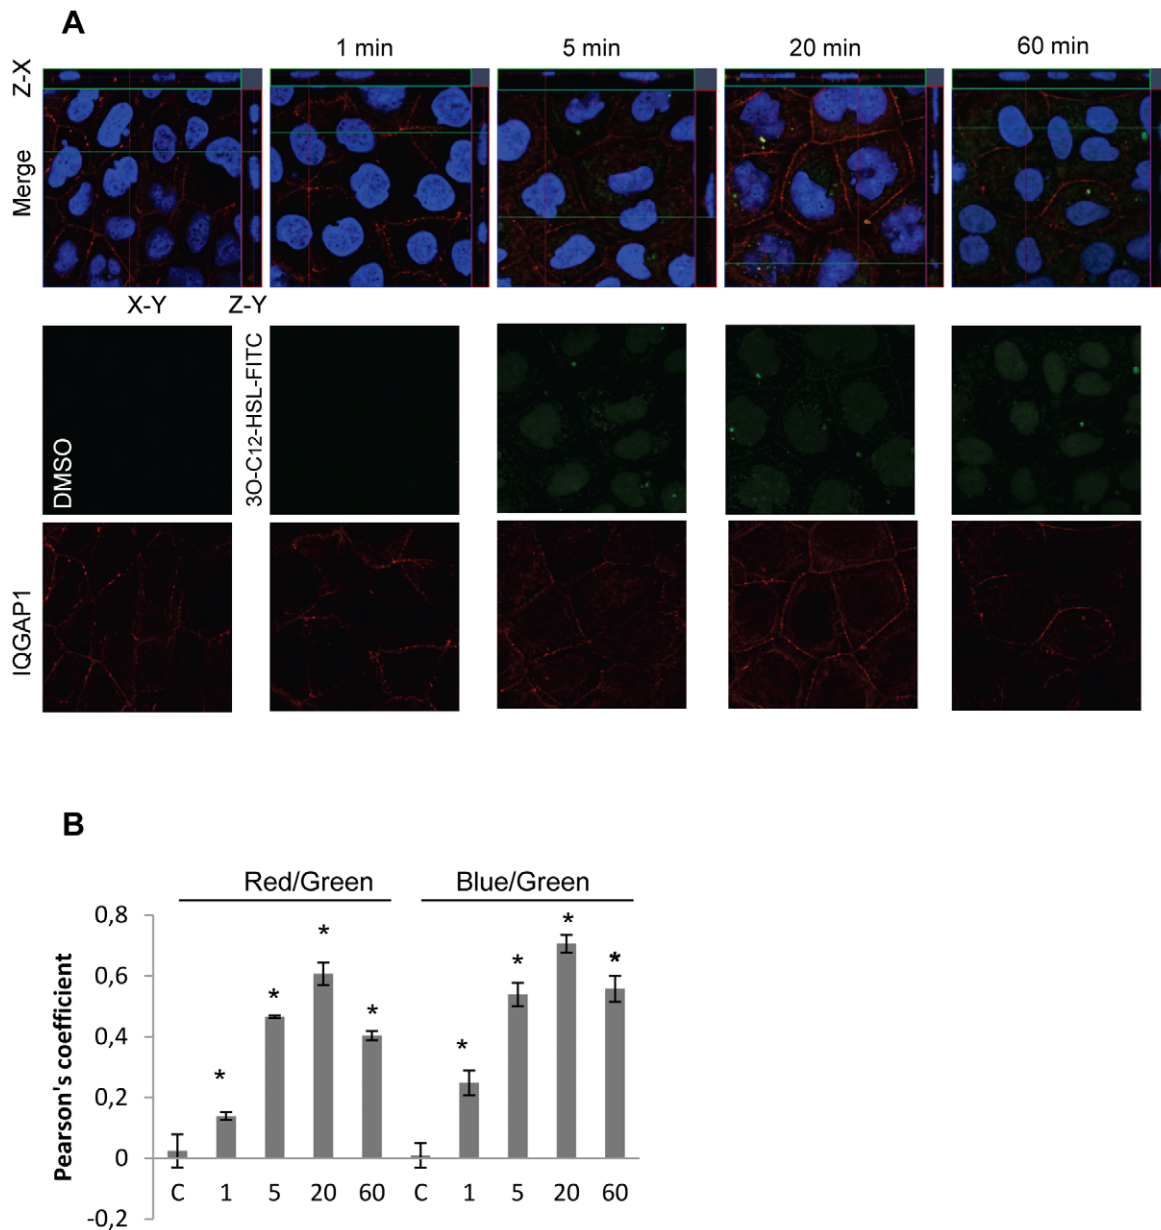 A
1 min 5 min 20 min 60 min
Z-X
Merge
X-Y Z-Y
DMSO
3O-C12-HSL-FITC
IQGAP1
B
Red/Green Blue/Green
Pearson's coefficient
0,8
* * * * * * * *
0,6
0,4
0,2
0
-0,2
C 1 5 20 60 C 1 5 20 60